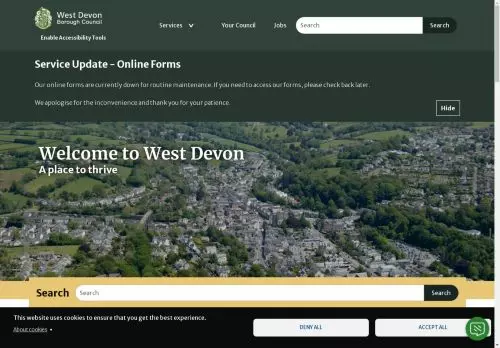 West Devon
Borough Council
Services
Your Council
Jobs
Search
Search
Enable Accessibility Tools
Service Update - Online Forms
Our online forms are currently down for routine maintenance. If you need to access our forms, please check back later.
We apologise for the inconvenience and thank you for your patience.
Hide
Welcome to West Devon
A place to thrive
Search
Search
Search
This website uses cookies to ensure that you get the best experience.
About cookies
DENY ALL
ACCEPT ALL